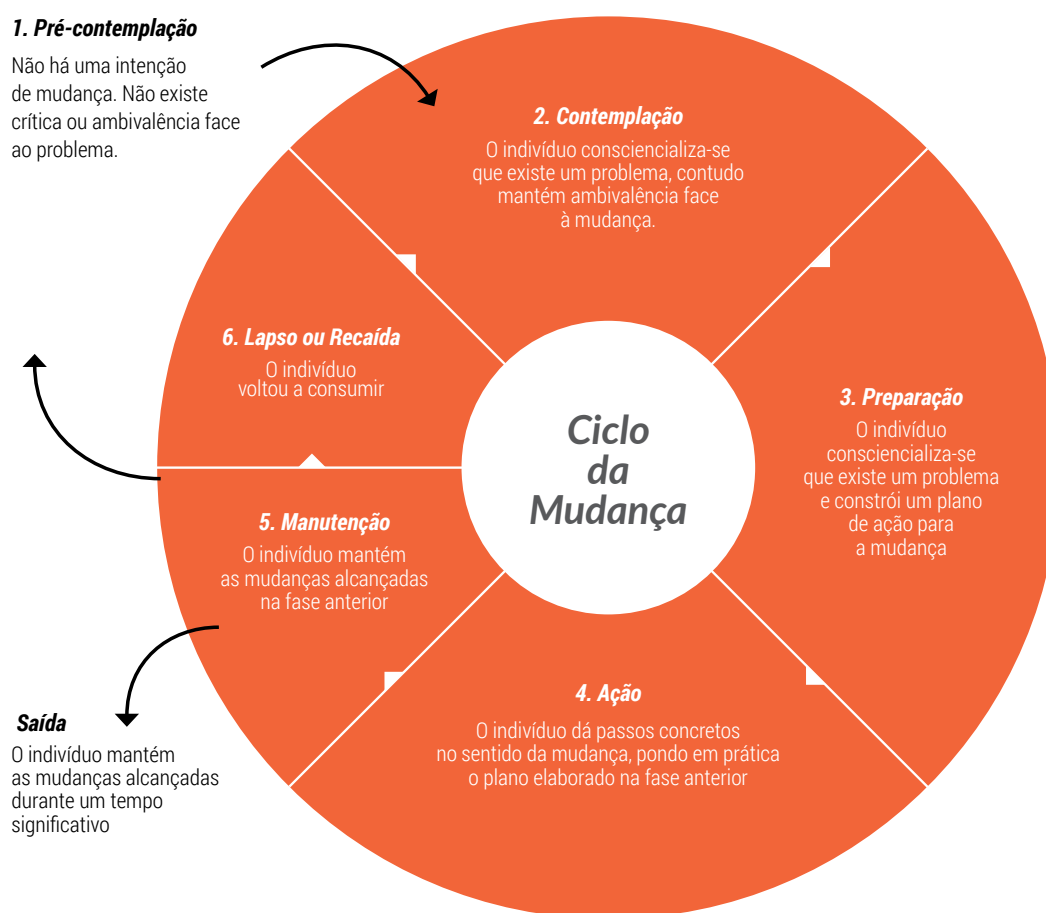 1. Pré-contemplação
Não há uma intenção
de mudança. Não existe
crítica ou ambivalência face
ao problema.
2. Contemplação
O indivíduo consciencializa-se
que existe um problema, contudo
mantém ambivalência face
à mudança.
3. Preparação
O indivíduo
consciencializa-se
que existe um problema
e constrói um plano
de ação para
a mudança
4. Ação
O indivíduo dá passos concretos
no sentido da mudança, pondo em prática
o plano elaborado na fase anterior
5. Manutenção
O indivíduo mantém
as mudanças alcançadas
na fase anterior
6. Lapso ou Recaída
O indivíduo
voltou a consumir
Ciclo
da
Mudança
Saída
O indivíduo mantém
as mudanças alcançadas
durante um tempo
significativo